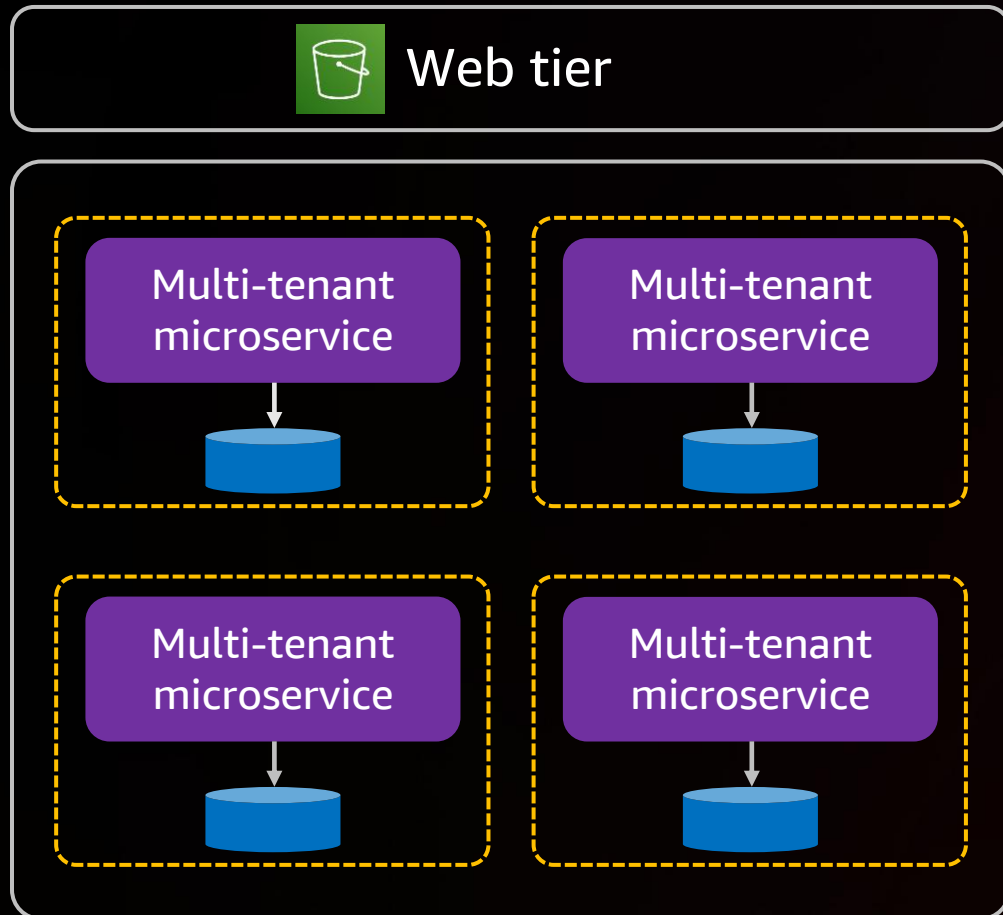 Web tier
Multi-tenant
microservice
Multi-tenant
microservice
Multi-tenant
microservice
Multi-tenant
microservice